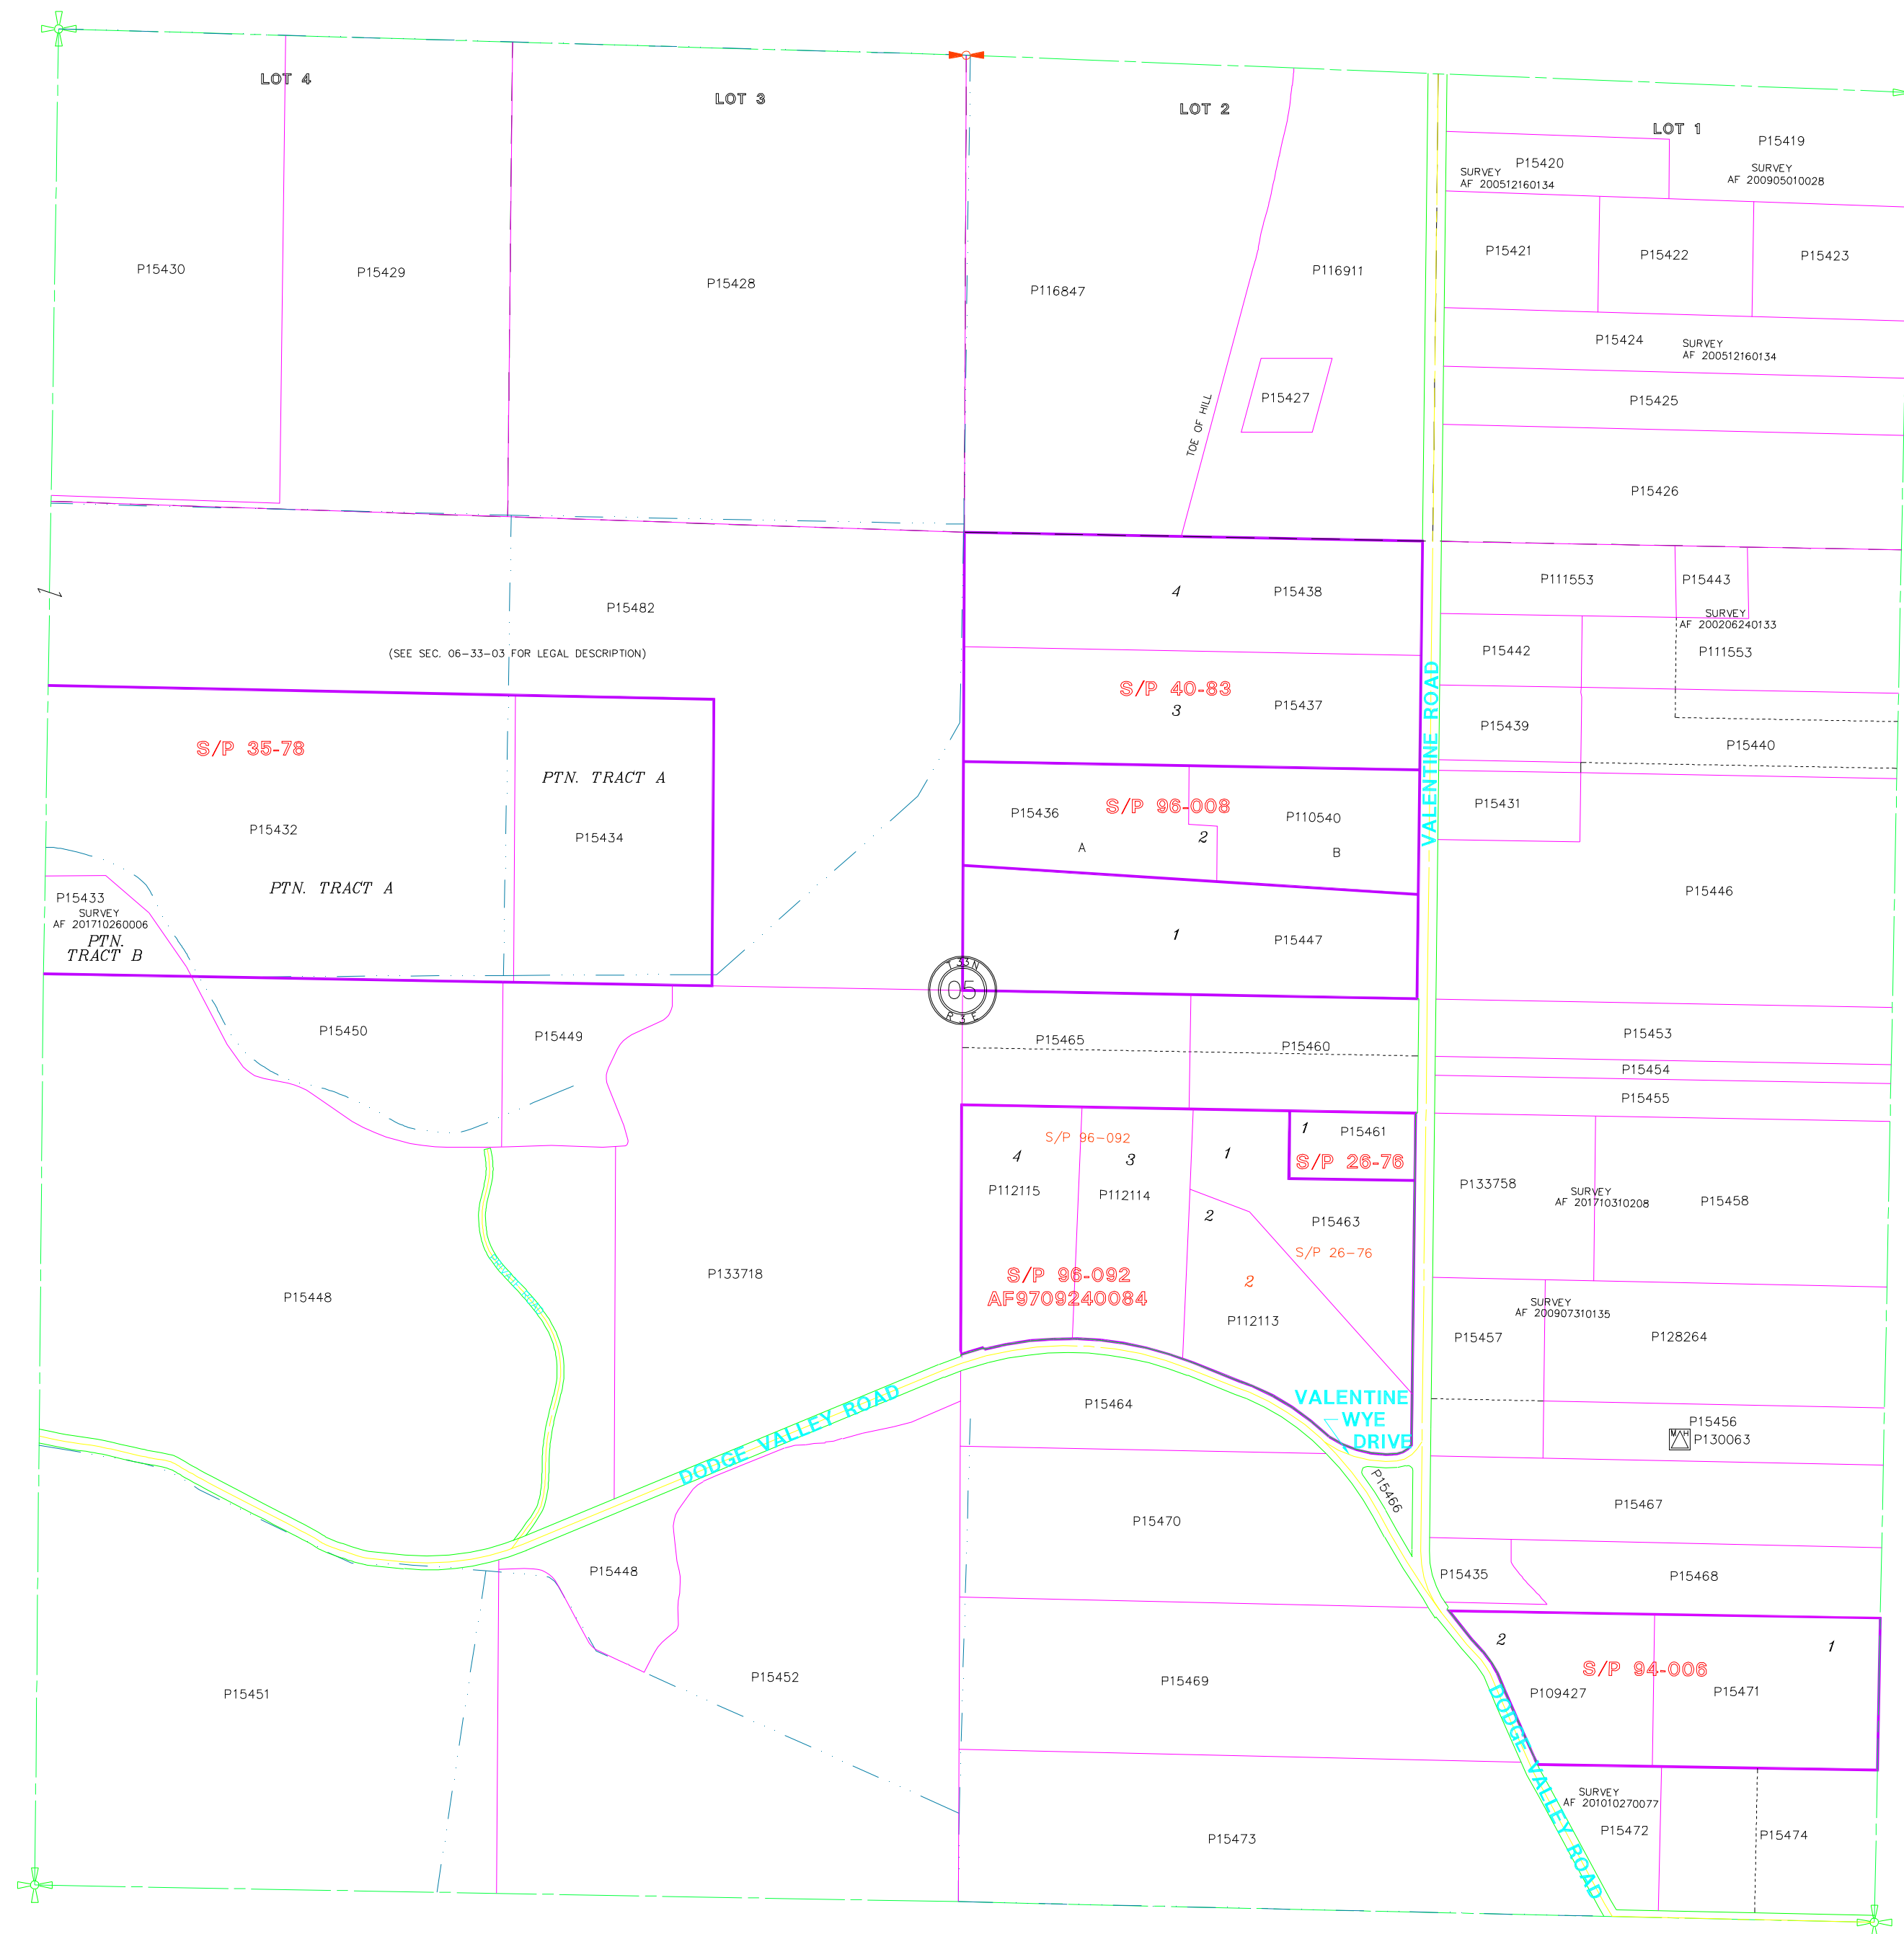 LOT 4
LOT 3
LOT 2
LOT 1
P15419
P15420
SURVEY
AF 200512160134
SURVEY
AF 200905010028
P15430
P15429
P15428
P116847
P116911
P15421
P15422
P15423
P15424
SURVEY
AF 200512160134
P15427
TOE OF HILL
P15425
P15426
P15482
(SEE SEC. 06-33-03 FOR LEGAL DESCRIPTION)
4
P15438
P111553
P15443
SURVEY
AF 200206240133
P15442
P111553
S/P 40-83
3
P15437
VALENTINE ROAD
P15439
P15440
S/P 35-78
PTN. TRACT A
P15432
P15434
PTN. TRACT A
P15436
S/P 96-008
P110540
2
A
B
P15431
P15446
P15433
SURVEY
AF 201710260006
PTN.
TRACT B
1
P15447
T 33N
05
R 3 E
P15450
P15449
P15465
P15460
P15453
P15454
P15455
S/P 96-092
4
3
1
1
P15461
S/P 26-76
P112115
P112114
2
P15463
S/P 26-76
2
P133758
SURVEY
AF 201710310208
P15458
PRIVATE ROAD
P15448
P133718
S/P 96-092
AF9709240084
P112113
SURVEY
AF 200907310135
P15457
P128264
DODGE VALLEY ROAD
P15464
VALENTINE
WYE
DRIVE
P15456
M H
P130063
P15466
P15470
P15467
P15448
P15435
P15468
P15451
P15452
P15469
2
1
S/P 94-006
P109427
P15471
DODGE VALLEY ROAD
SURVEY
AF 201010270077
P15473
P15472
P15474